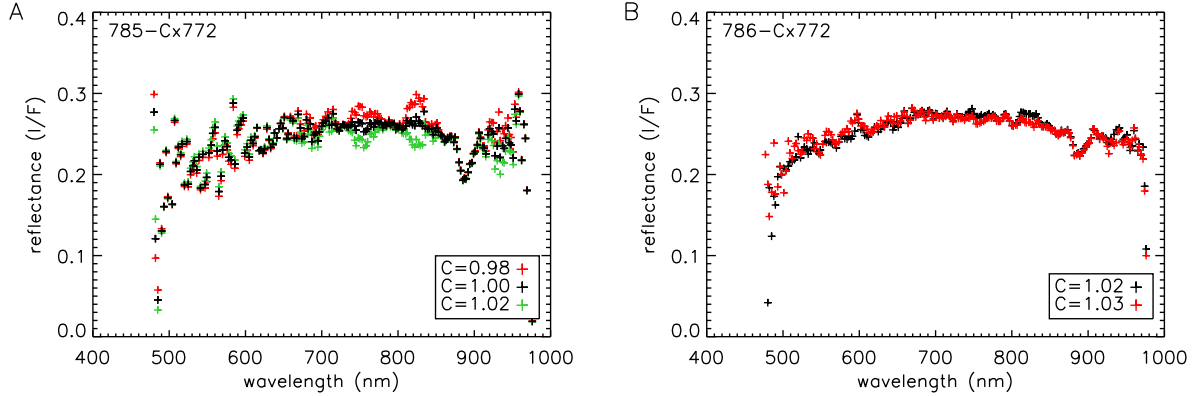 A
785-Cx772
reflectance (I/F)
0.4
0.3
0.2
0.1
0.0
C=0.98
C=1.00
C=1.02
400 500 600 700 800 900 1000
wavelength (nm)
B
786-Cx772
reflectance (I/F)
0.4
0.3
0.2
0.1
0.0
C=1.02
C=1.03
400 500 600 700 800 900 1000
wavelength (nm)